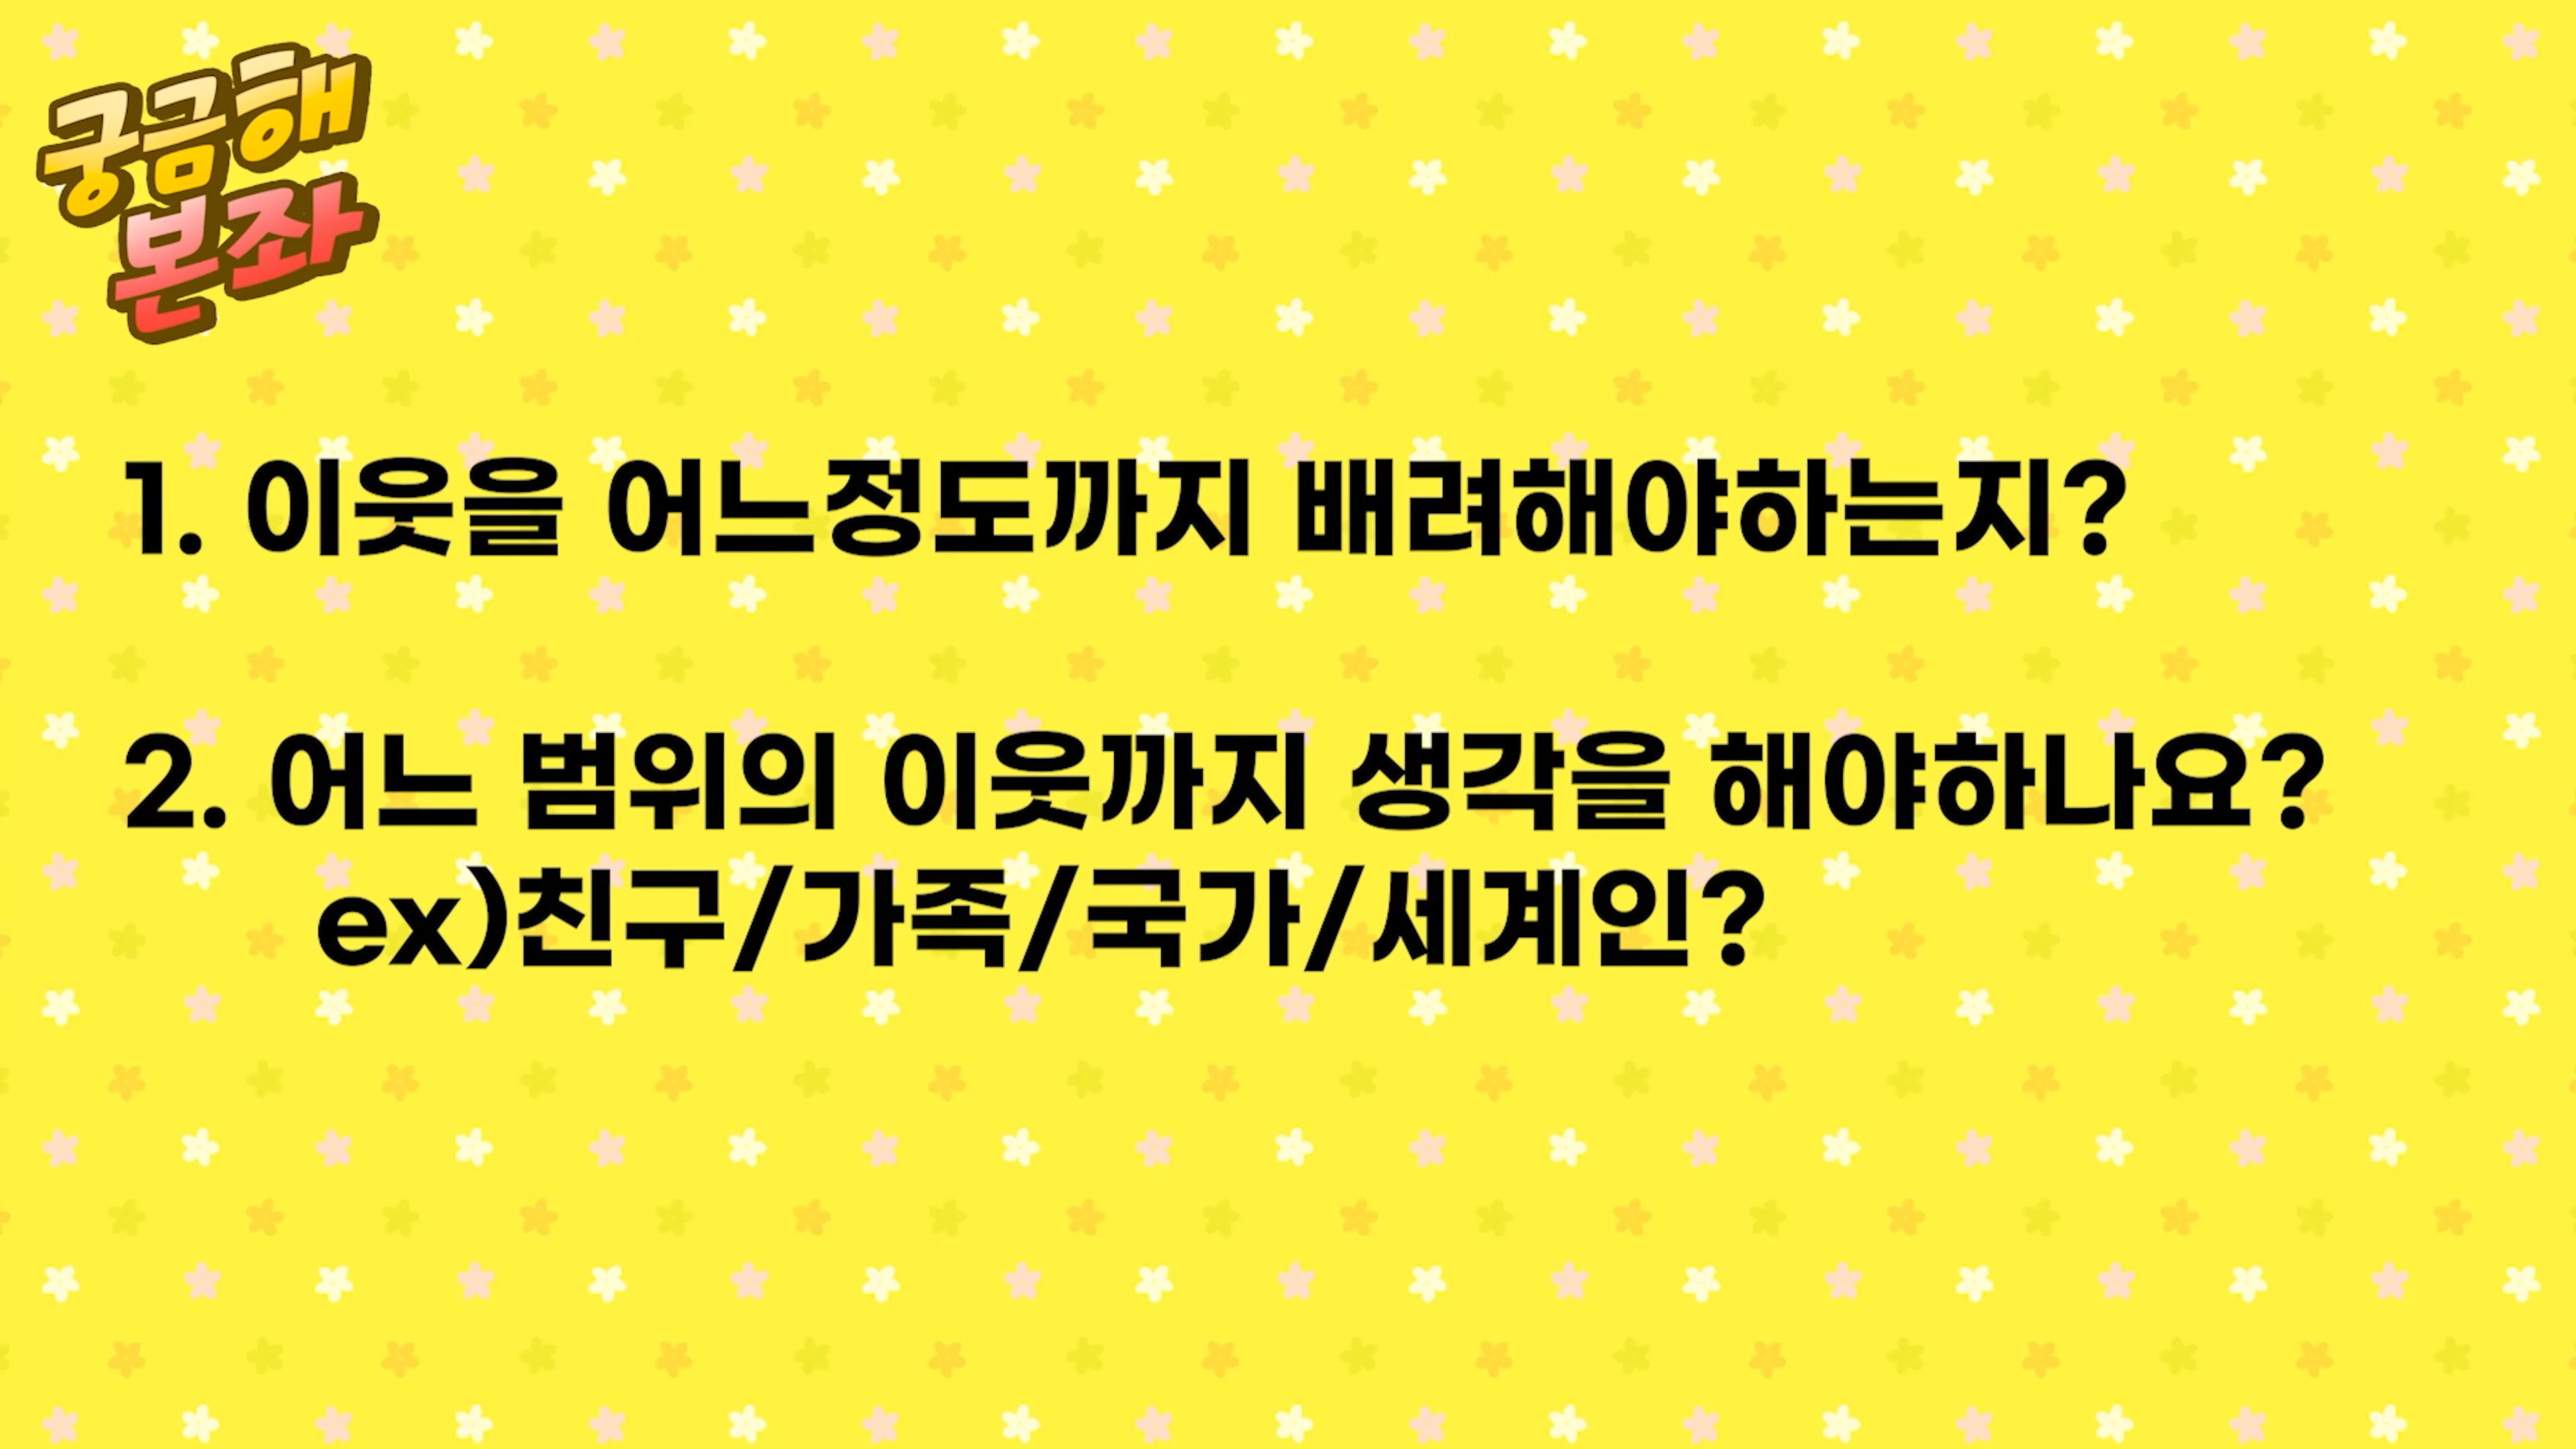 궁금해
본좌
1. 이웃을 어느정도까지 배려해야하는지?
2. 어느 범위의 이웃까지 생각을 해야하나요?
ex)친구/가족/국가/세계인?